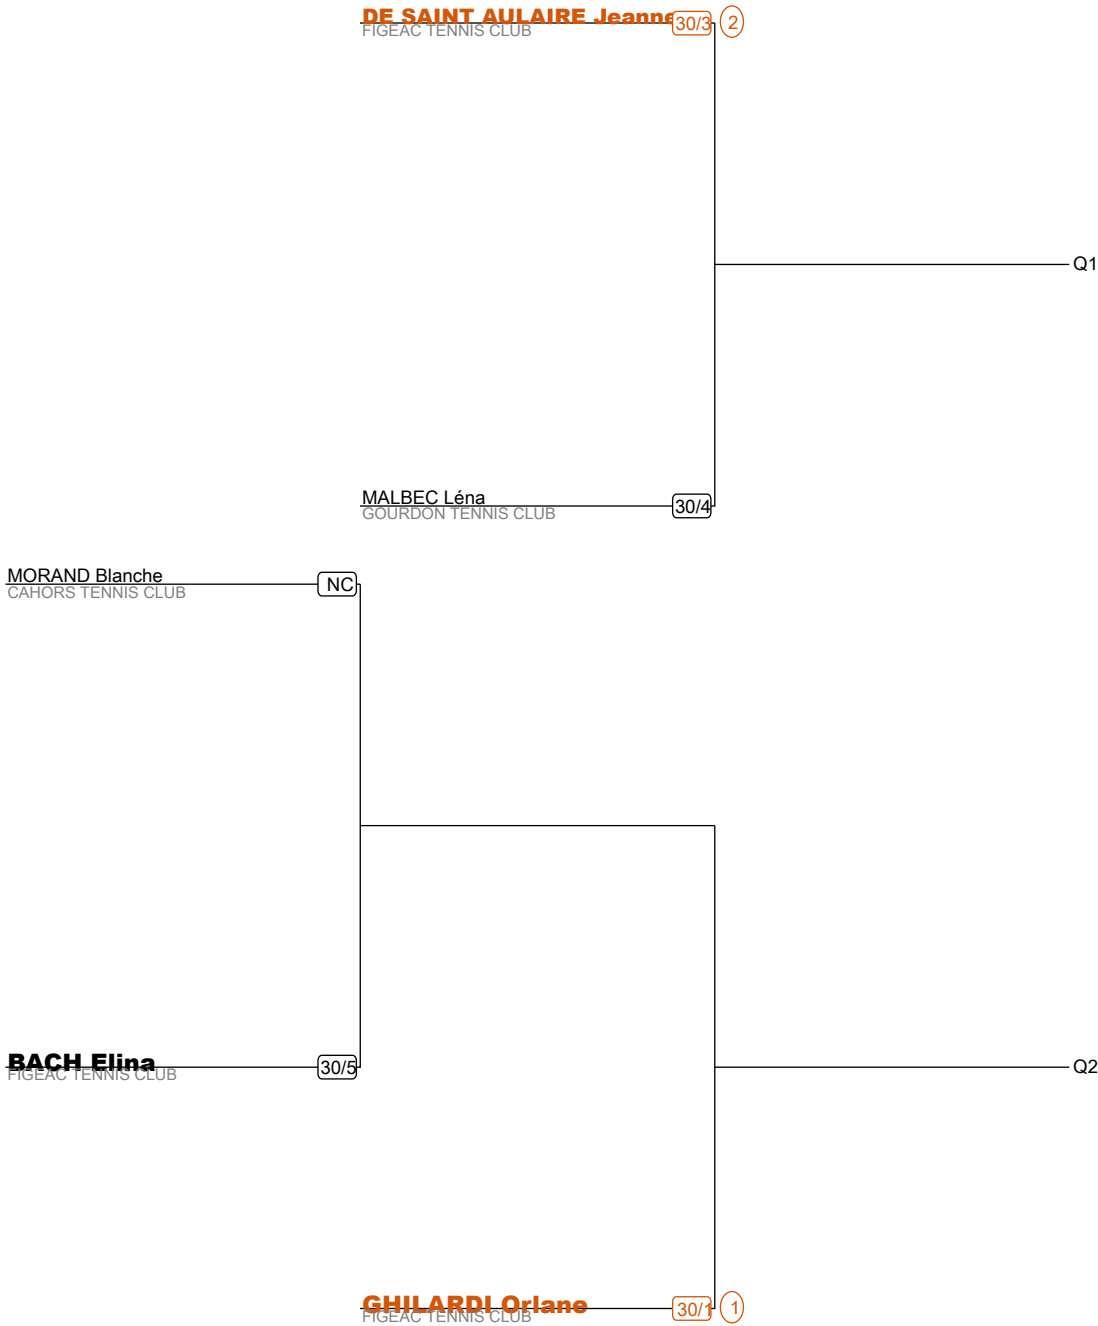 DE SAINT AULAIRE Jeanne 30/3 2
FIGEAC TENNIS CLUB
Q1
MALBEC Léna 30/4
GOURDON TENNIS CLUB
MORAND Blanche NC
CAHORS TENNIS CLUB
BACH Elina 30/5
FIGEAC TENNIS CLUB
Q2
GHILARDI Orlane 30/1 1
FIGEAC TENNIS CLUB